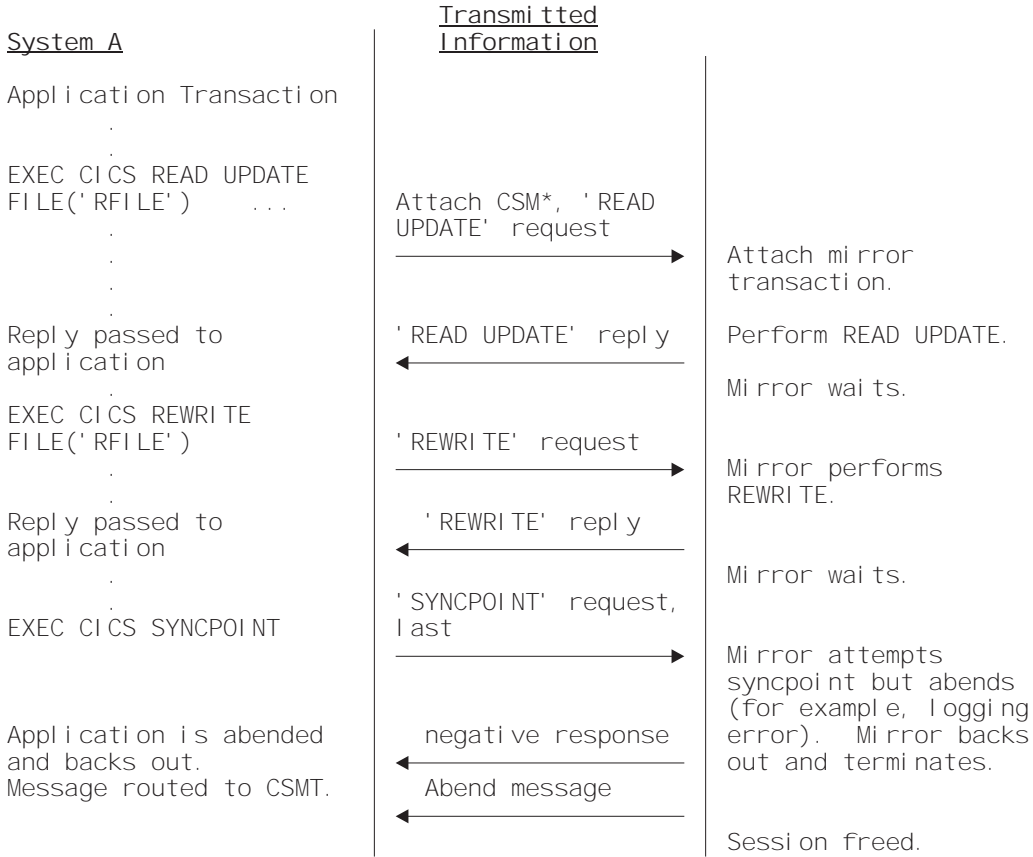 Transmitted
System A Information
Application Transaction
.
.
EXEC CICS READ UPDATE
FILE('RFILE') ... Attach CSM*, 'READ
. UPDATE' request
. Attach mirror
. transaction.
.
Reply passed to 'READ UPDATE' reply Perform READ UPDATE.
application
. Mirror waits.
EXEC CICS REWRITE
FILE('RFILE') 'REWRITE' request
. Mirror performs
. REWRITE.
Reply passed to 'REWRITE' reply
application
. Mirror waits.
. 'SYNCPOINT' request,
EXEC CICS SYNCPOINT last
Mirror attempts
syncpoint but abends
(for example, logging
Application is abended negative response error). Mirror backs
and backs out. out and terminates.
Message routed to CSMT. Abend message
Session freed.